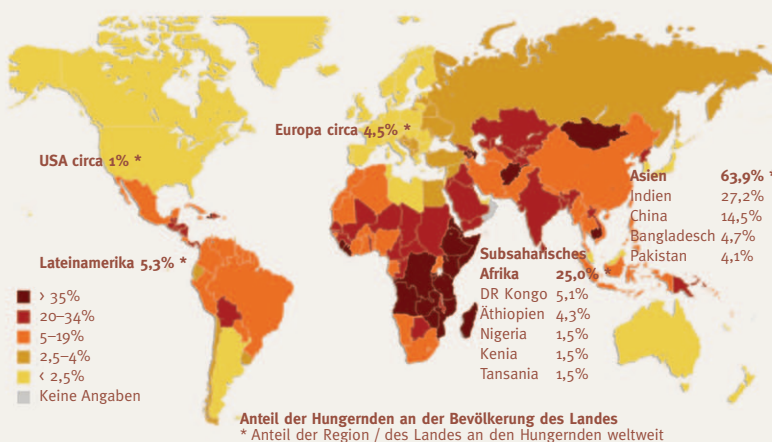 Europa circa 4,5% *
USA circa 1% *
Asien 63,9% *
Indien 27,2%
China 14,5%
Bangladesch 4,7%
Pakistan 4,1%
Lateinamerika 5,3% *
Subsaharisches
Afrika 25,0% *
DR Kongo 5,1%
Äthiopien 4,3%
Nigeria 1,5%
Kenia 1,5%
Tansania 1,5%
> 35%
20–34%
5–19%
2,5–4%
< 2,5%
Keine Angaben
Anteil der Hungernden an der Bevölkerung des Landes
* Anteil der Region / des Landes an den Hungernden weltweit